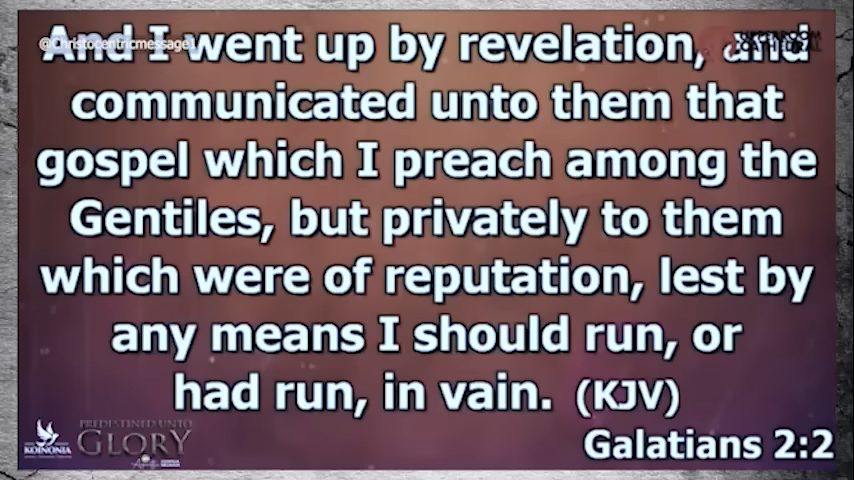 @Christocentricmessage1
And I went up by revelation, and
communicated unto them that
gospel which I preach among the
Gentiles, but privately to them
which were of reputation, lest by
any means I should run, or
had run, in vain. (KJV)
Galatians 2:2
UPPERROOM
CATHEDRAL
KOINONIA
PREDESTINED UNTO
GLORY